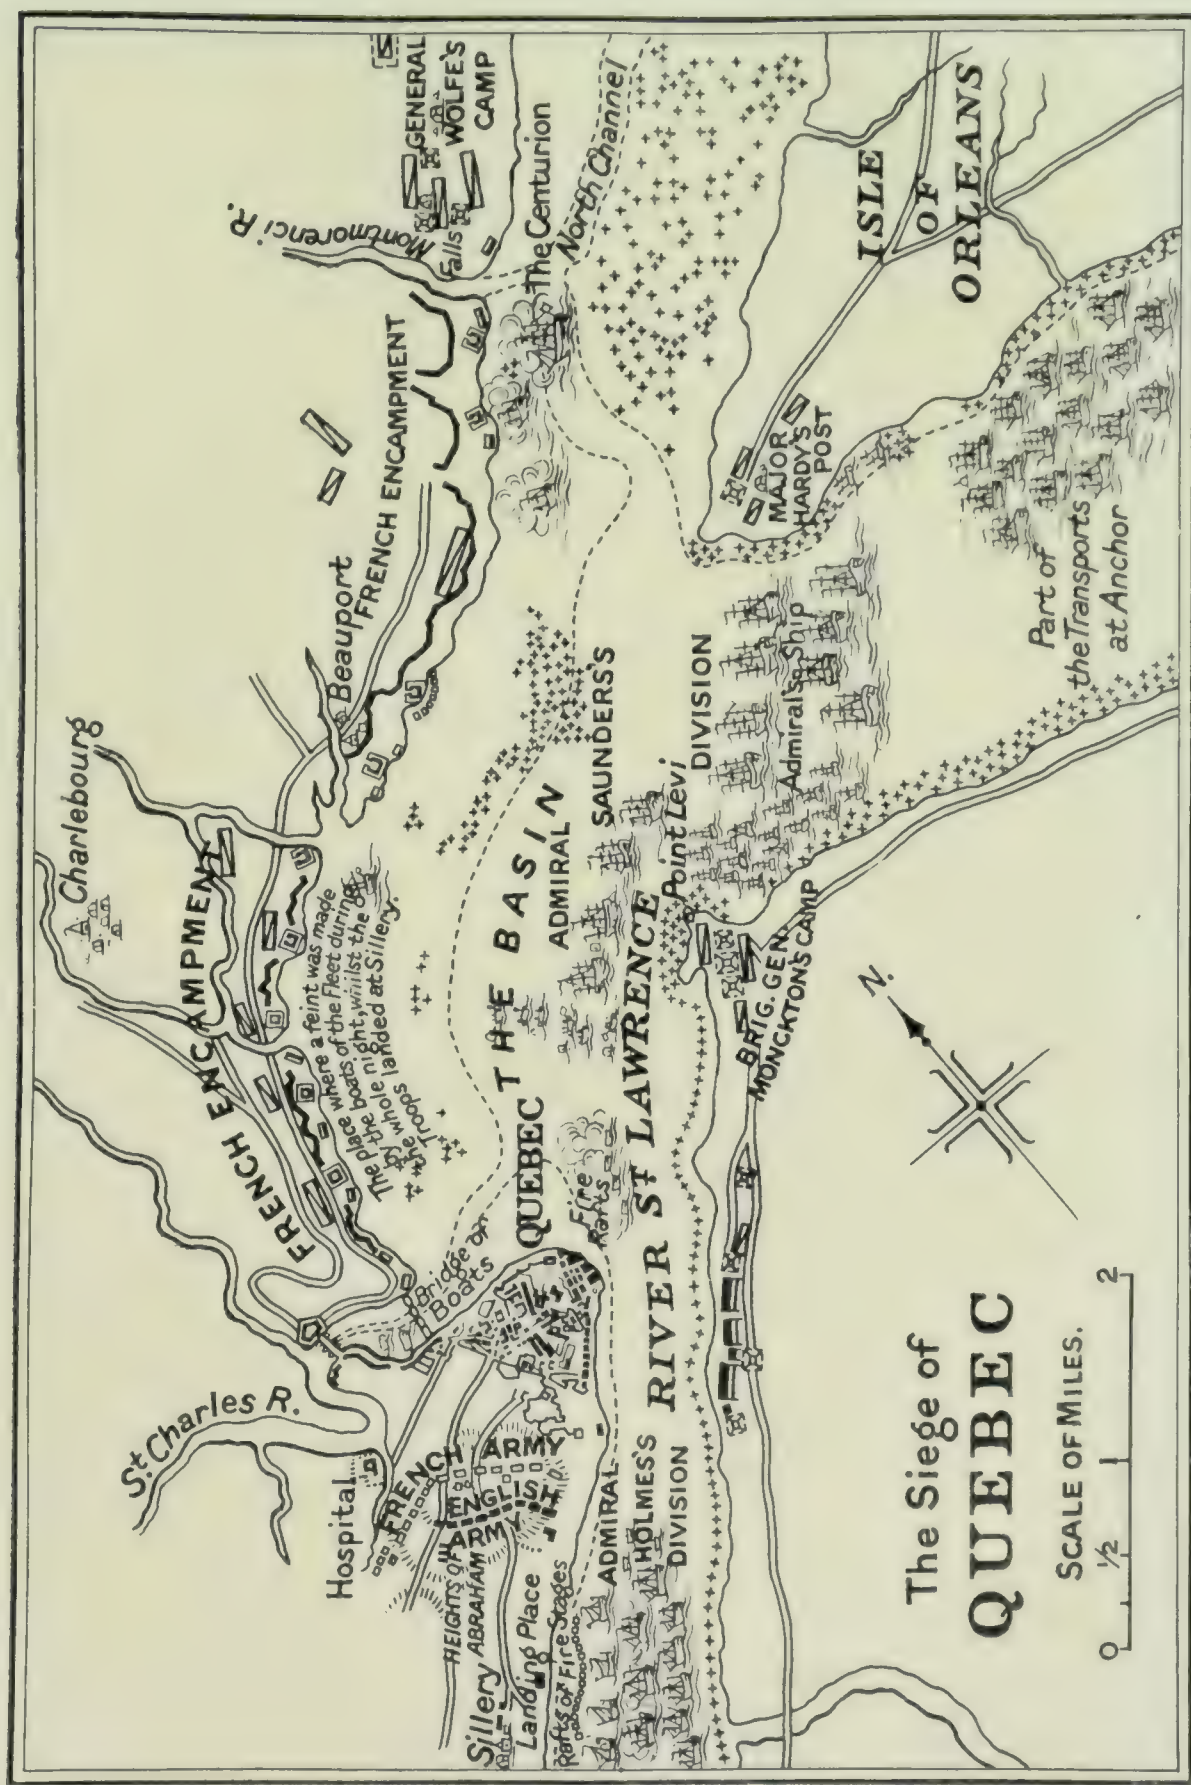 The Siege of
QUEBEC
SCALE OF MILES.
0 1/2 1 2
N.
St. Charles R.
Hospital
FRENCH ARMY
ENGLISH
ARMY
HEIGHTS OF
ABRAHAM
Sillery
Landing Place
Rafts of Fire Stages
ADMIRAL
HOLMES'S
DIVISION
Charlebourg
FRENCH ENCAMPMENT
The place where a feint was made
by the boats of the Fleet during
the whole night, whilst the
Troops landed at Sillery.
Bridge of
Boats
QUEBEC
Fire
Rafts
THE BASIN
RIVER ST LAWRENCE
ADMIRAL
SAUNDERS'S
DIVISION
Admiral's Ship
Point Levi
BRIG. GEN.
MONCKTON'S CAMP
Beauport
FRENCH ENCAMPMENT
Montmorenci R.
Falls
GENERAL
WOLFE'S
CAMP
The Centurion
North Channel
MAJOR
HARDY'S
POST
ISLE
OF
ORLEANS
Part of
the Transports
at Anchor